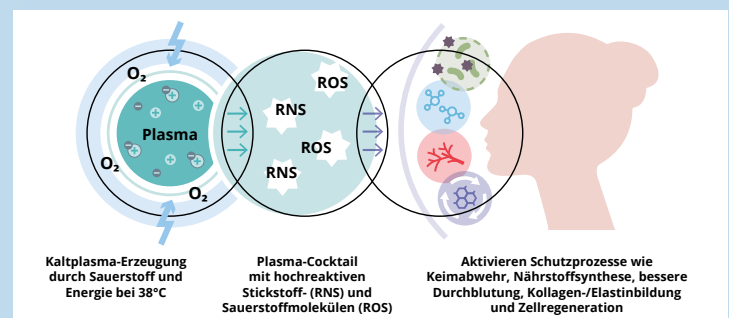 O₂
Plasma
O₂
O₂
RNS
ROS
ROS
RNS
Kaltplasma-Erzeugung
durch Sauerstoff und
Energie bei 38°C
Plasma-Cocktail
mit hochreaktiven
Stickstoff- (RNS) und
Sauerstoffmolekülen (ROS)
Aktivieren Schutzprozesse wie
Keimabwehr, Nährstoffsynthese, bessere
Durchblutung, Kollagen-/Elastinbildung
und Zellregeneration